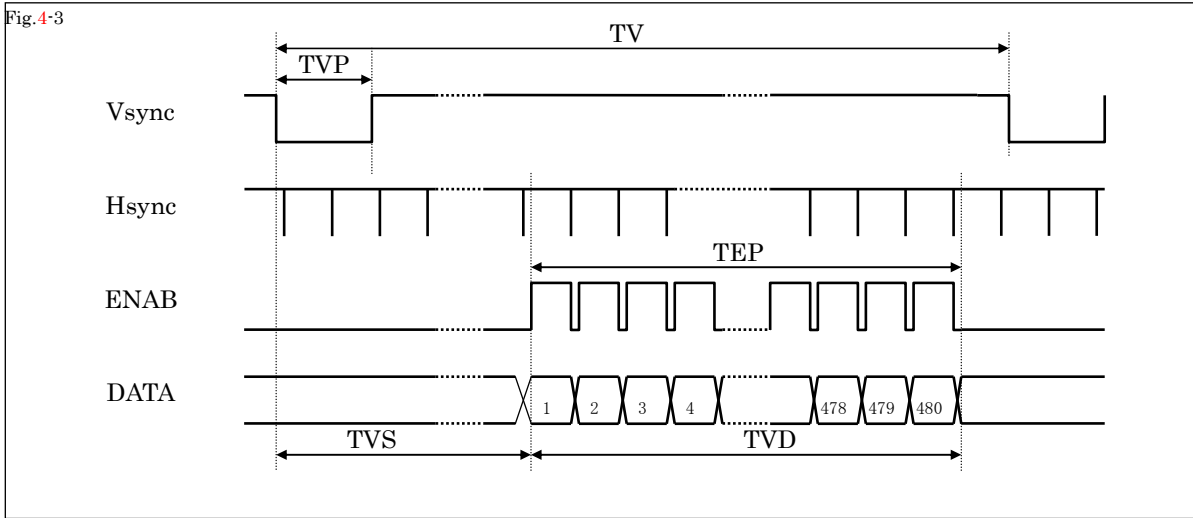 Fig.4-3
TV
TVP
Vsync
Hsync
TEP
ENAB
DATA
1 2 3 4 478 479 480
TVS TVD